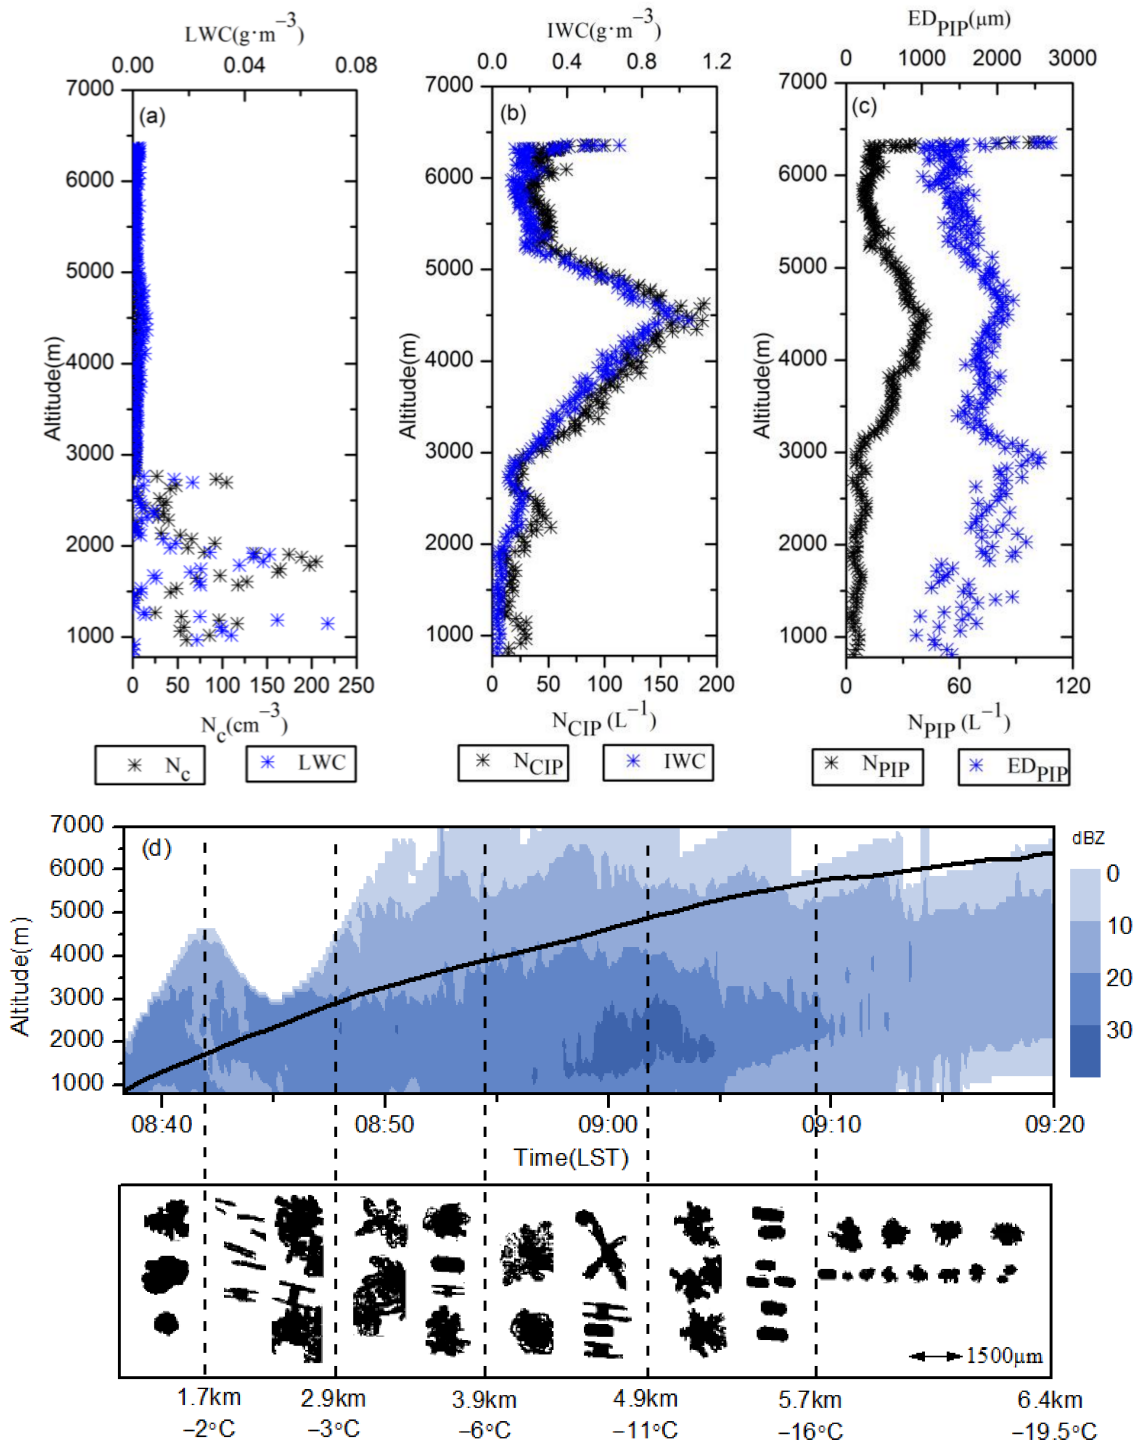 LWC(g·m⁻³)
0.00 0.04 0.08
7000
(a)
6000
5000
4000
3000
2000
1000
Altitude(m)
0 50 100 150 200 250
N_c(cm⁻³)
N_c LWC
IWC(g·m⁻³)
0.0 0.4 0.8 1.2
7000
(b)
6000
5000
4000
3000
2000
1000
Altitude(m)
0 50 100 150 200
N_CIP (L⁻¹)
N_CIP IWC
ED_PIP(μm)
0 1000 2000 3000
7000
(c)
6000
5000
4000
3000
2000
1000
Altitude(m)
0 60 120
N_PIP (L⁻¹)
N_PIP ED_PIP
7000
(d)
6000
5000
4000
3000
2000
1000
Altitude(m)
dBZ
0
10
20
30
08:40 08:50 09:00 09:10 09:20
Time(LST)
1500μm
1.7km 2.9km 3.9km 4.9km 5.7km 6.4km
−2°C −3°C −6°C −11°C −16°C −19.5°C